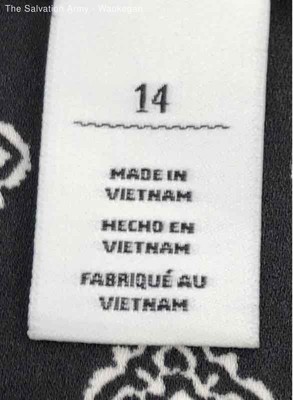 The Salvation Army - Waukegan
14
MADE IN
VIETNAM
HECHO EN
VIETNAM
FABRIQUÉ AU
VIETNAM